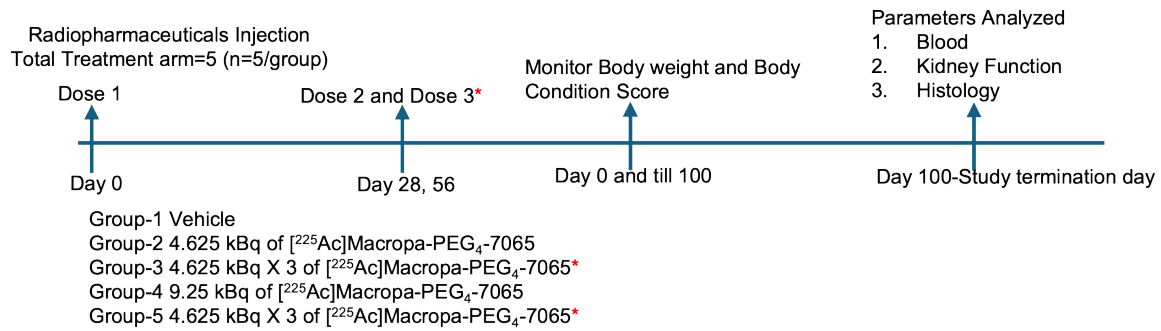 Radiopharmaceuticals Injection
Total Treatment arm=5 (n=5/group)
Dose 1
Dose 2 and Dose 3*
Monitor Body weight and Body
Condition Score
Parameters Analyzed
1. Blood
2. Kidney Function
3. Histology
Day 0
Day 28, 56
Day 0 and till 100
Day 100-Study termination day
Group-1 Vehicle
Group-2 4.625 kBq of [²²⁵Ac]Macropa-PEG₄-7065
Group-3 4.625 kBq X 3 of [²²⁵Ac]Macropa-PEG₄-7065*
Group-4 9.25 kBq of [²²⁵Ac]Macropa-PEG₄-7065
Group-5 4.625 kBq X 3 of [²²⁵Ac]Macropa-PEG₄-7065*